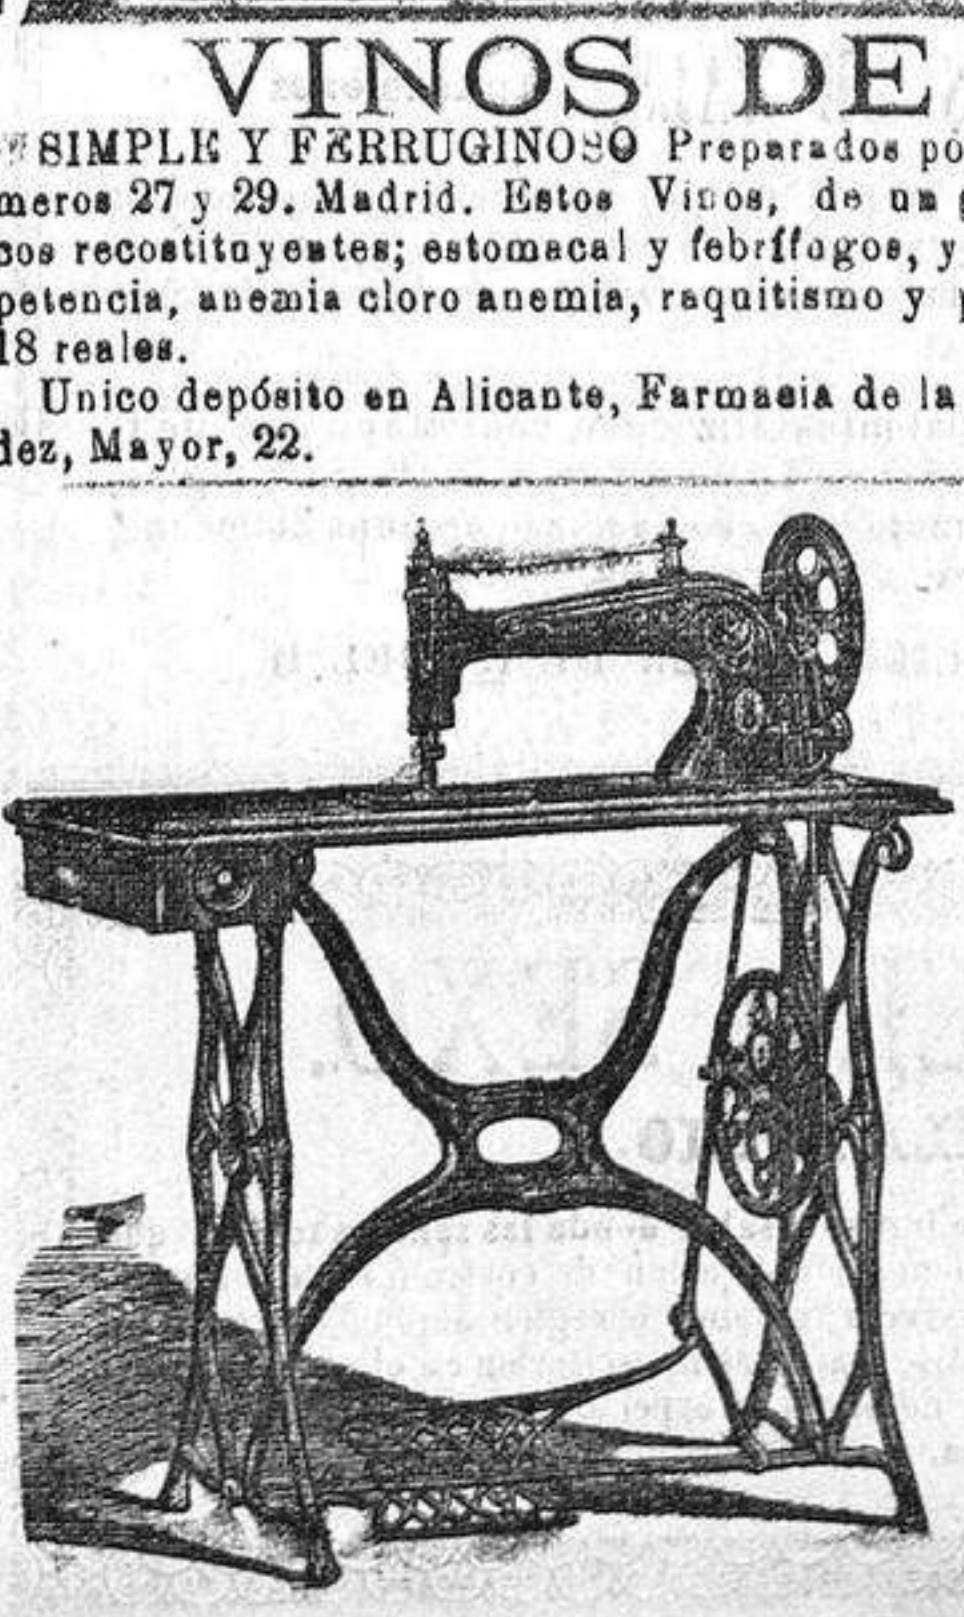 VINOS DE
SIMPLE Y FERRUGINOSO Preparados po
meros 27 y 29. Madrid. Estos Vinos, de un g
cos recostituyentes; estomacal y febrífugos, y
petencia, anemia cloro anemia, raquitismo y p
18 reales.
Unico depósito en Alicante, Farmasia de la
dez, Mayor, 22.